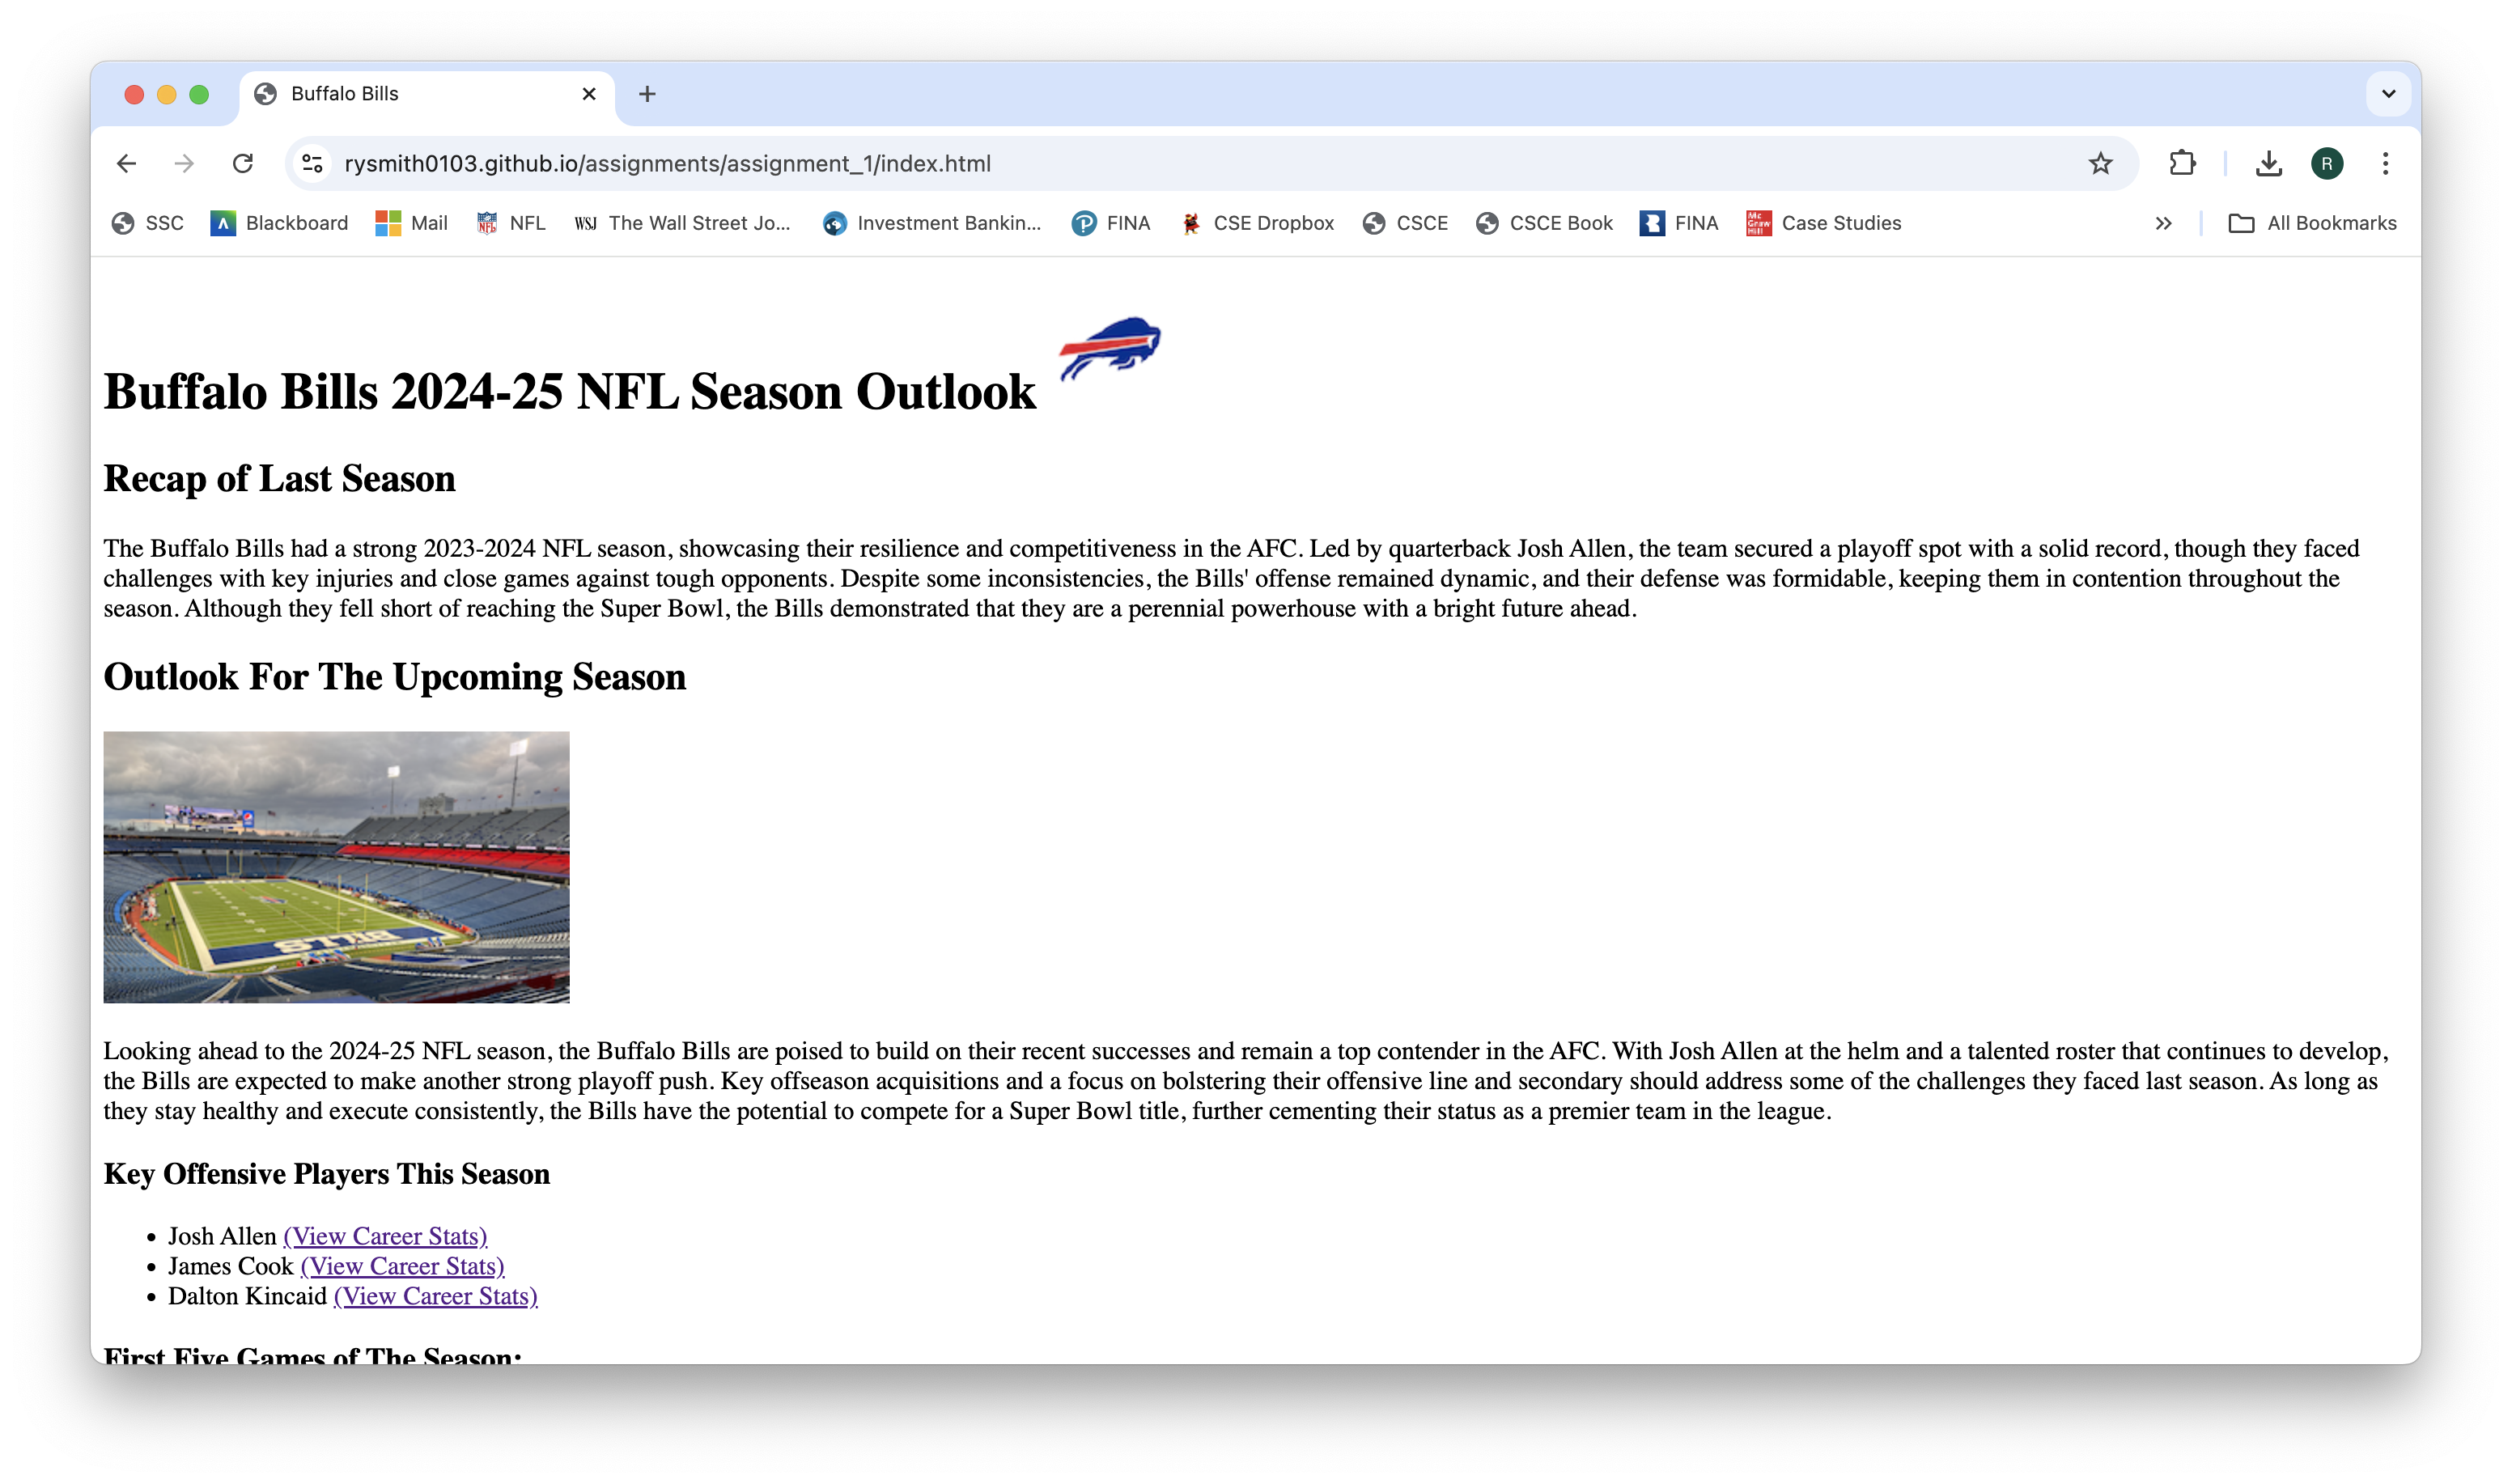 Buffalo Bills
rysmith0103.github.io/assignments/assignment_1/index.html
R
SSC
Blackboard
Mail
NFL
WSJ The Wall Street Jo...
Investment Bankin...
FINA
CSE Dropbox
CSCE
CSCE Book
FINA
Mc Graw Hill Case Studies
All Bookmarks
Buffalo Bills 2024-25 NFL Season Outlook
Recap of Last Season
The Buffalo Bills had a strong 2023-2024 NFL season, showcasing their resilience and competitiveness in the AFC. Led by quarterback Josh Allen, the team secured a playoff spot with a solid record, though they faced
challenges with key injuries and close games against tough opponents. Despite some inconsistencies, the Bills' offense remained dynamic, and their defense was formidable, keeping them in contention throughout the
season. Although they fell short of reaching the Super Bowl, the Bills demonstrated that they are a perennial powerhouse with a bright future ahead.
Outlook For The Upcoming Season
BILLS
Looking ahead to the 2024-25 NFL season, the Buffalo Bills are poised to build on their recent successes and remain a top contender in the AFC. With Josh Allen at the helm and a talented roster that continues to develop,
the Bills are expected to make another strong playoff push. Key offseason acquisitions and a focus on bolstering their offensive line and secondary should address some of the challenges they faced last season. As long as
they stay healthy and execute consistently, the Bills have the potential to compete for a Super Bowl title, further cementing their status as a premier team in the league.
Key Offensive Players This Season
• Josh Allen (View Career Stats)
• James Cook (View Career Stats)
• Dalton Kincaid (View Career Stats)
First Five Games of The Season: